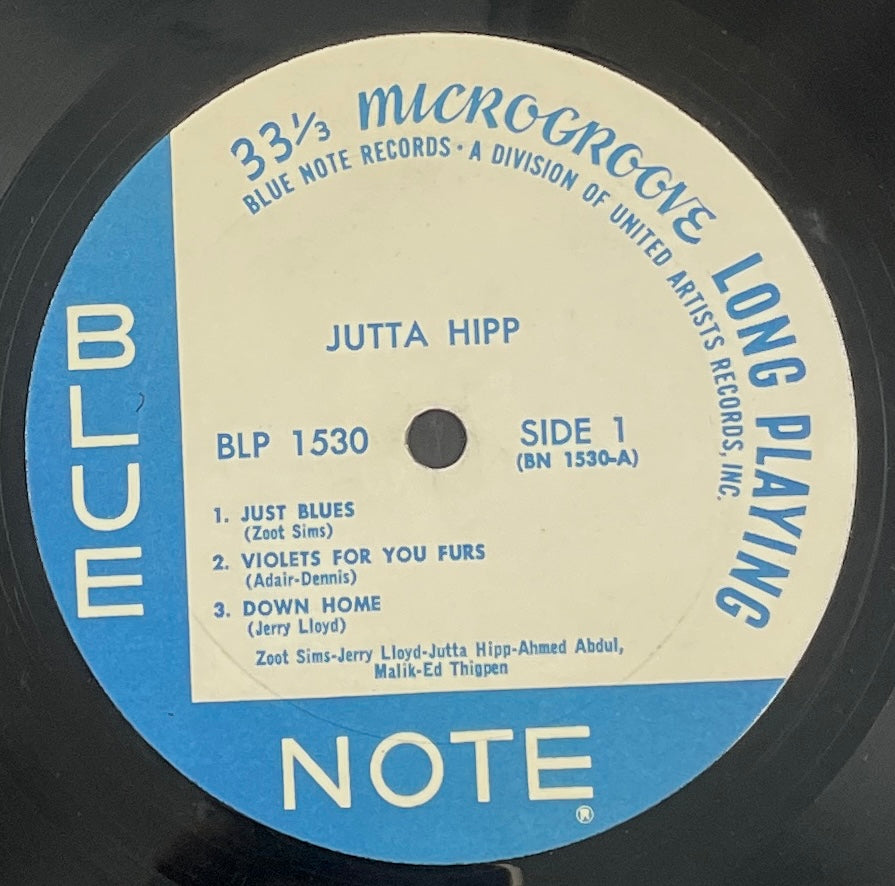 33⅓ MICROGROOVE LONG PLAYING
BLUE NOTE RECORDS · A DIVISION OF UNITED ARTISTS RECORDS, INC.
JUTTA HIPP
BLP 1530
SIDE 1
(BN 1530-A)
1. JUST BLUES
(Zoot Sims)
2. VIOLETS FOR YOU FURS
(Adair-Dennis)
3. DOWN HOME
(Jerry Lloyd)
Zoot Sims-Jerry Lloyd-Jutta Hipp-Ahmed Abdul,
Malik-Ed Thigpen
BLUE
NOTE
®